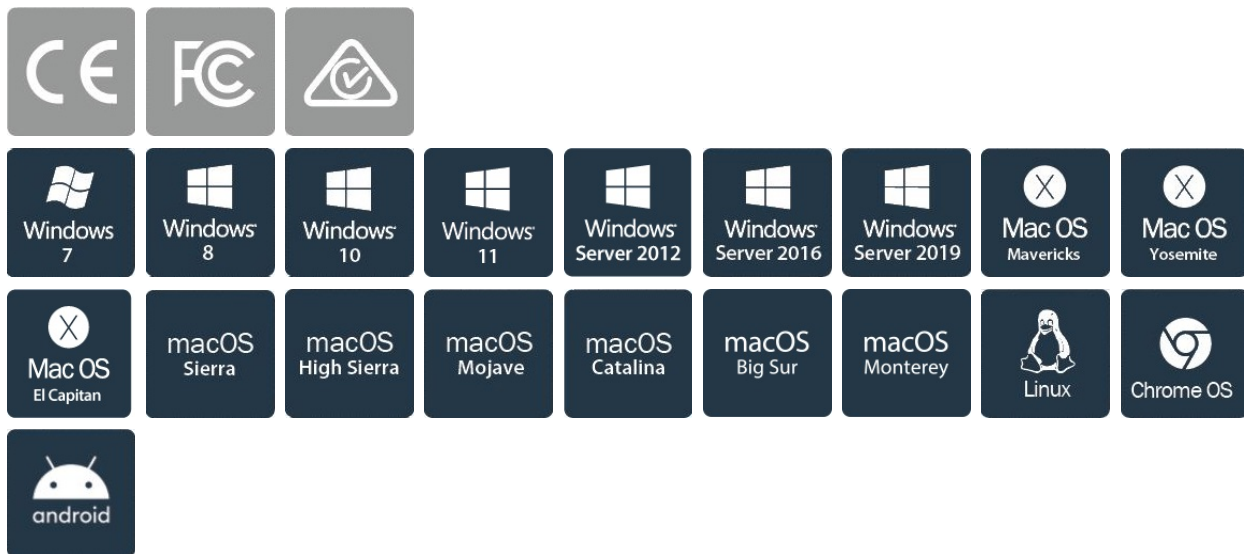 CE FC
Windows
7
Windows
8
Windows
10
Windows
11
Windows
Server 2012
Windows
Server 2016
Windows
Server 2019
X
Mac OS
Mavericks
X
Mac OS
Yosemite
X
Mac OS
El Capitan
macOS
Sierra
macOS
High Sierra
macOS
Mojave
macOS
Catalina
macOS
Big Sur
macOS
Monterey
Linux
Chrome OS
android